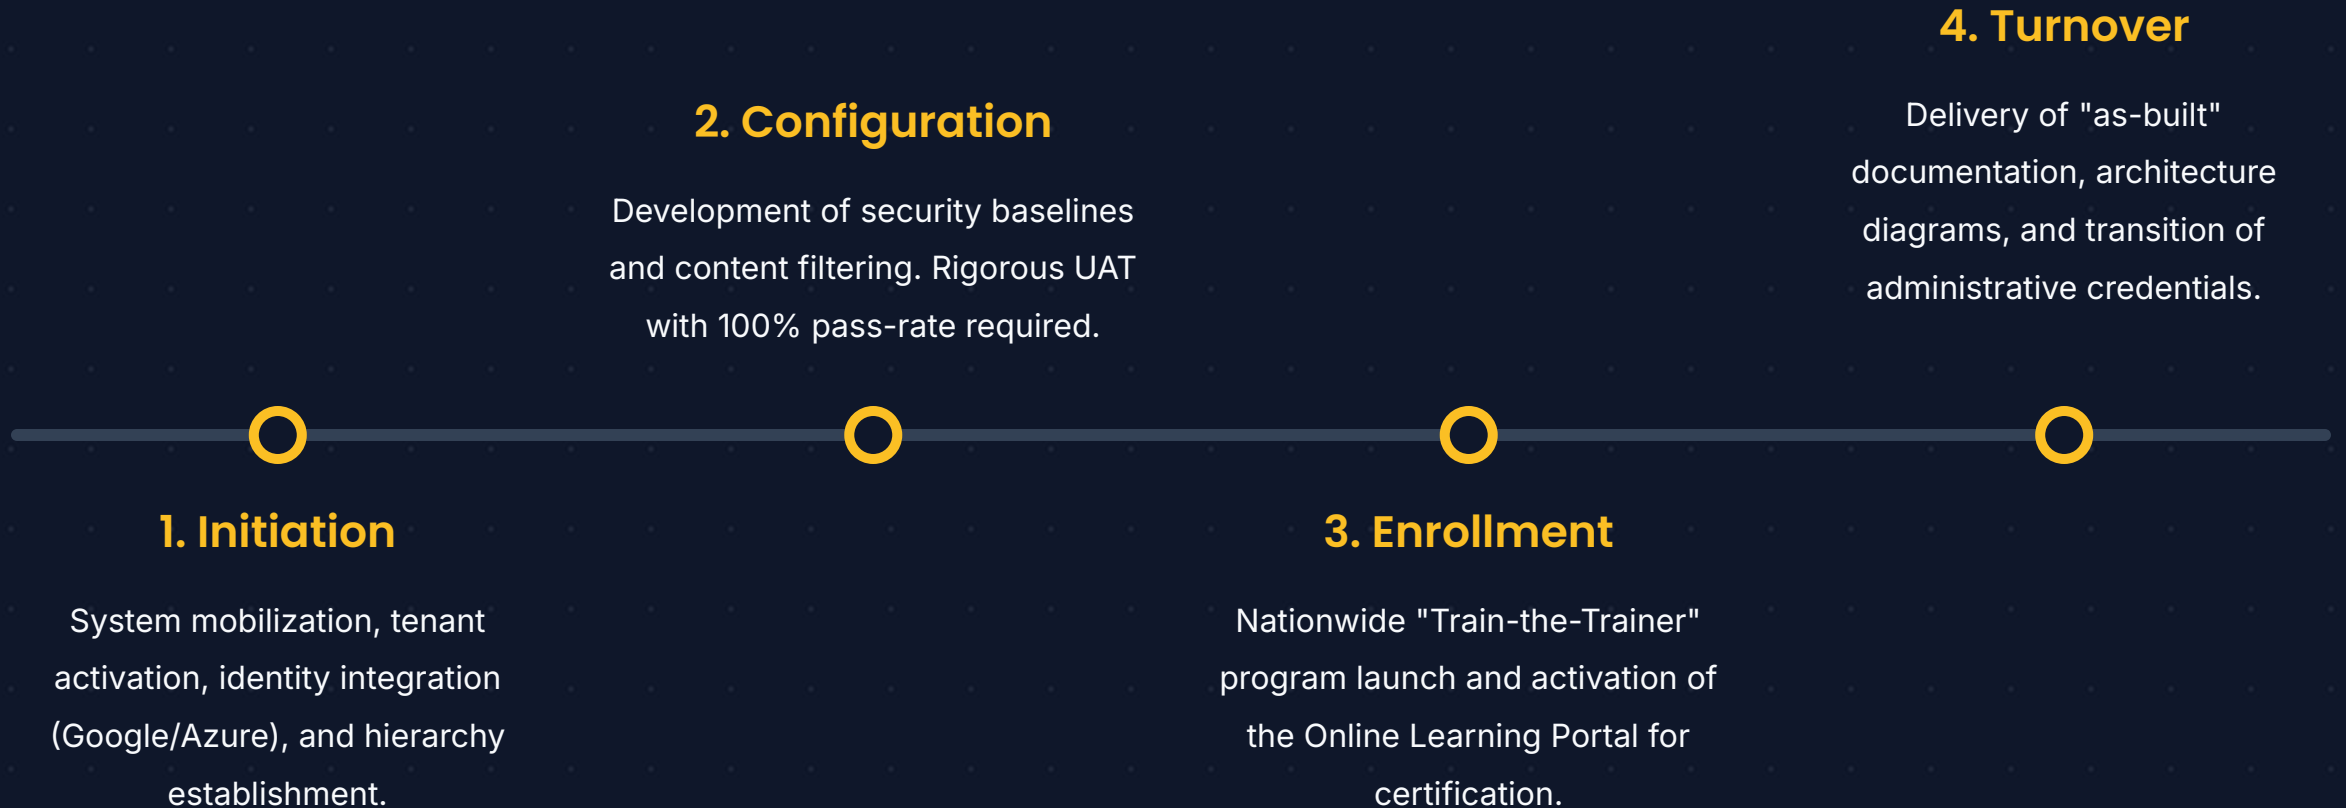 1. Initiation
System mobilization, tenant
activation, identity integration
(Google/Azure), and hierarchy
establishment.
2. Configuration
Development of security baselines
and content filtering. Rigorous UAT
with 100% pass-rate required.
3. Enrollment
Nationwide "Train-the-Trainer"
program launch and activation of
the Online Learning Portal for
certification.
4. Turnover
Delivery of "as-built"
documentation, architecture
diagrams, and transition of
administrative credentials.